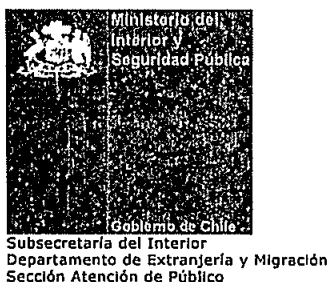 Ministerio del
Interior y
Seguridad Pública
Gobierno de Chile
Subsecretaría del Interior
Departamento de Extranjería y Migración
Sección Atención de Público